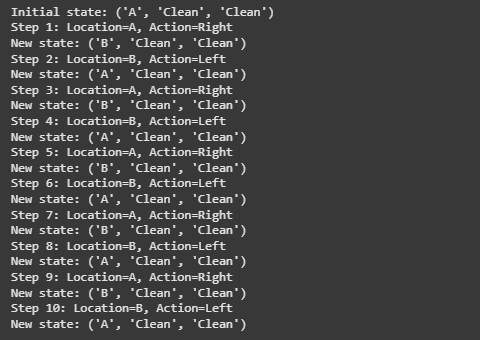 Initial state: ('A', 'Clean', 'Clean')
Step 1: Location=A, Action=Right
New state: ('B', 'Clean', 'Clean')
Step 2: Location=B, Action=Left
New state: ('A', 'Clean', 'Clean')
Step 3: Location=A, Action=Right
New state: ('B', 'Clean', 'Clean')
Step 4: Location=B, Action=Left
New state: ('A', 'Clean', 'Clean')
Step 5: Location=A, Action=Right
New state: ('B', 'Clean', 'Clean')
Step 6: Location=B, Action=Left
New state: ('A', 'Clean', 'Clean')
Step 7: Location=A, Action=Right
New state: ('B', 'Clean', 'Clean')
Step 8: Location=B, Action=Left
New state: ('A', 'Clean', 'Clean')
Step 9: Location=A, Action=Right
New state: ('B', 'Clean', 'Clean')
Step 10: Location=B, Action=Left
New state: ('A', 'Clean', 'Clean')